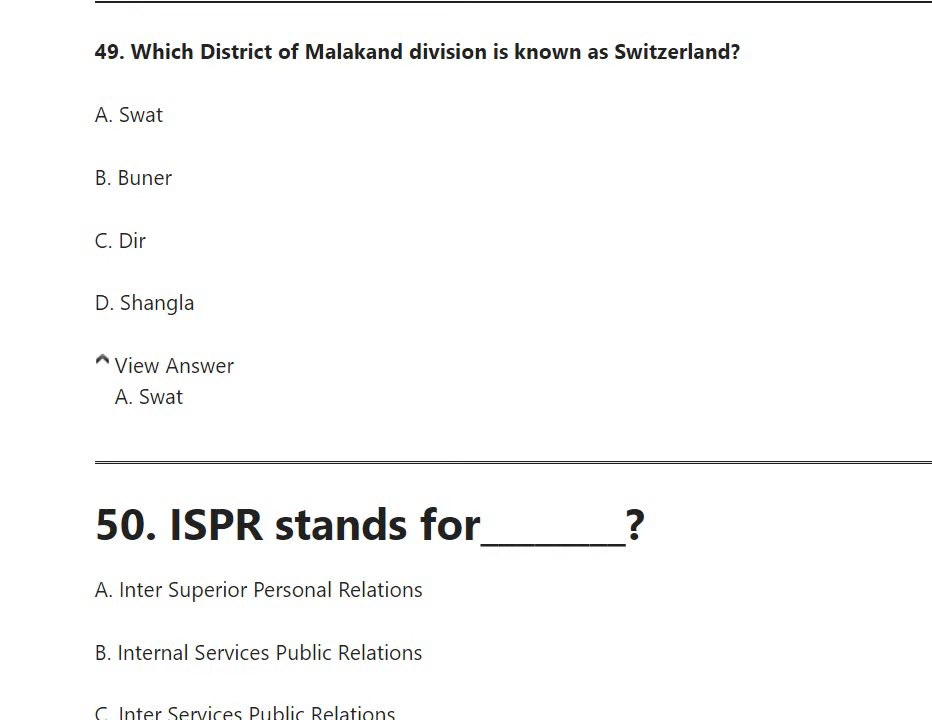 49. Which District of Malakand division is known as Switzerland?
A. Swat
B. Buner
C. Dir
D. Shangla
View Answer
A. Swat
50. ISPR stands for________?
A. Inter Superior Personal Relations
B. Internal Services Public Relations
C. Inter Services Public Relations